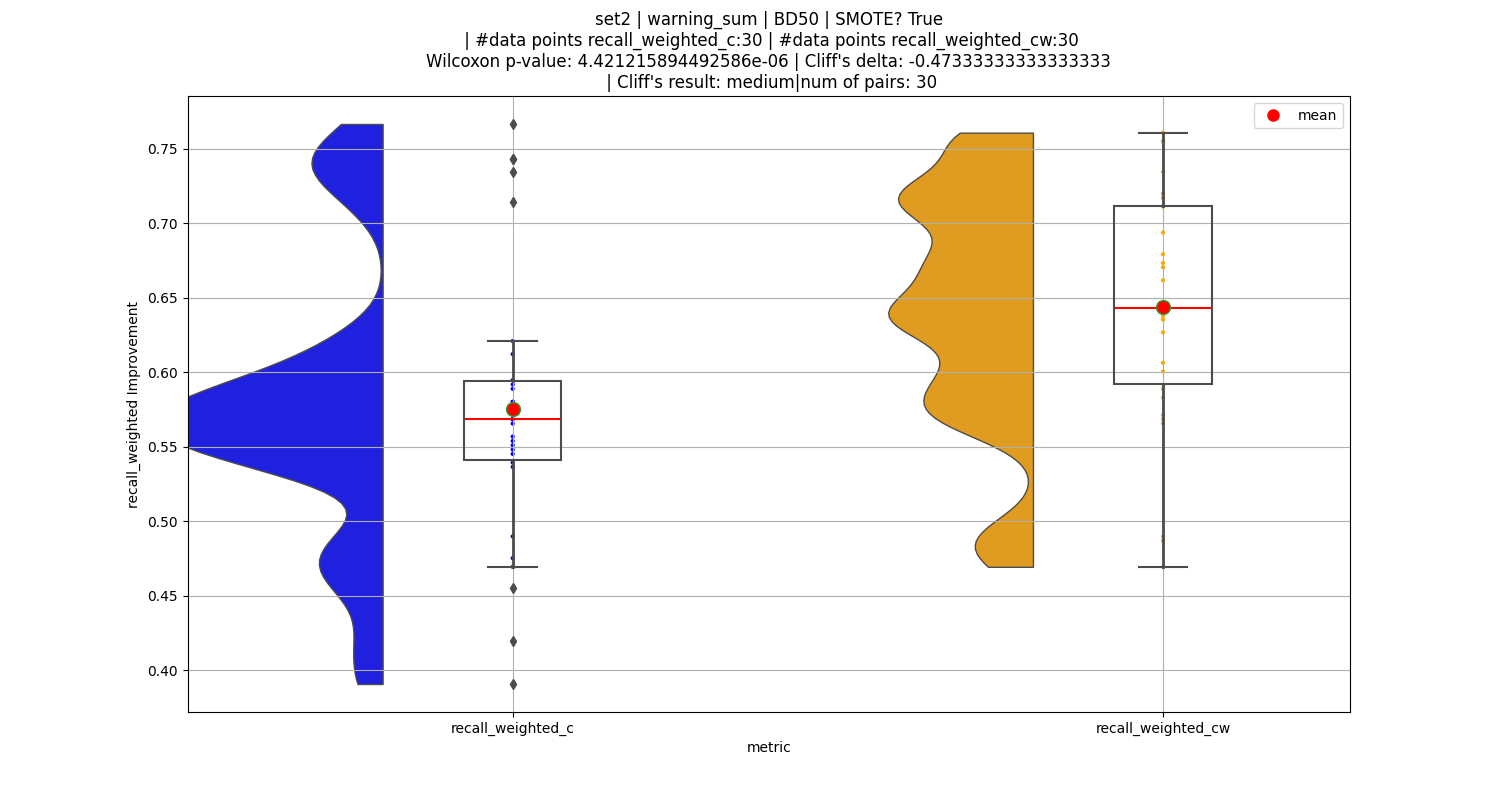 set2 | warning_sum | BD50 | SMOTE? True
| #data points recall_weighted_c:30 | #data points recall_weighted_cw:30
Wilcoxon p-value: 4.421215894492586e-06 | Cliff's delta: -0.47333333333333333
| Cliff's result: medium|num of pairs: 30
mean
0.75
0.70
0.65
0.60
0.55
0.50
0.45
0.40
recall_weighted Improvement
recall_weighted_c
recall_weighted_cw
metric